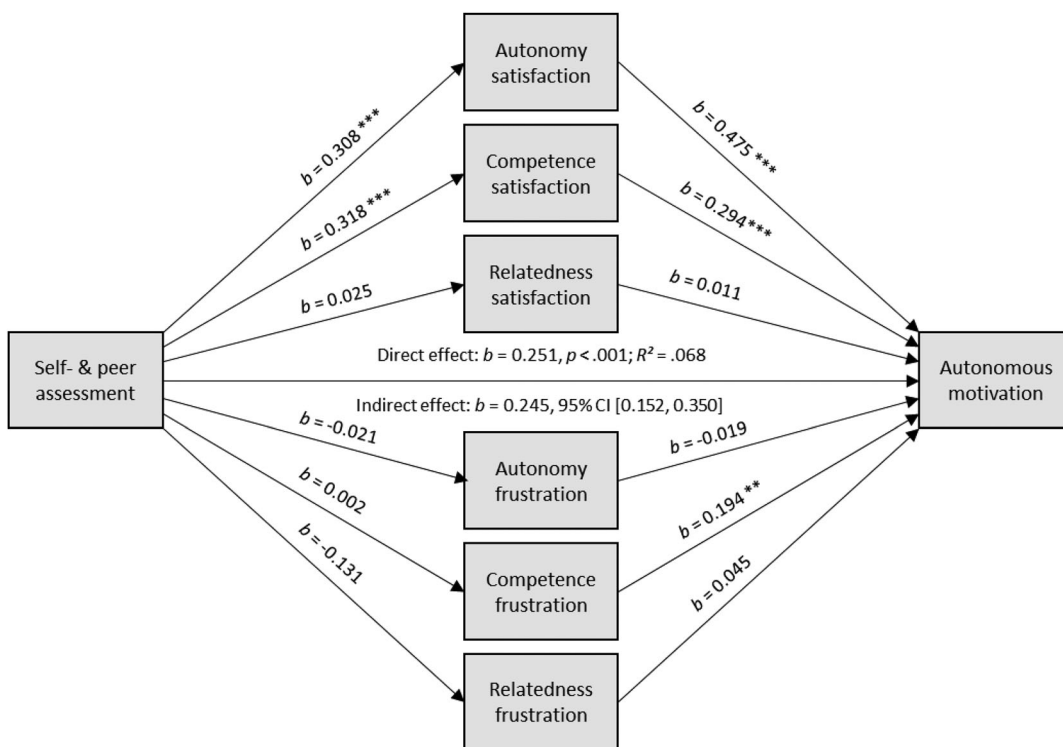 Autonomy
satisfaction
b = 0.308 ***
b = 0.475 ***
Competence
satisfaction
b = 0.318 ***
b = 0.294***
Relatedness
satisfaction
b = 0.025
b = 0.011
Self- & peer
assessment
Direct effect: b = 0.251, p < .001; R² = .068
Indirect effect: b = 0.245, 95% CI [0.152, 0.350]
Autonomous
motivation
b = -0.021
b = -0.019
Autonomy
frustration
b = 0.002
b = 0.194 **
Competence
frustration
b = -0.131
b = 0.045
Relatedness
frustration